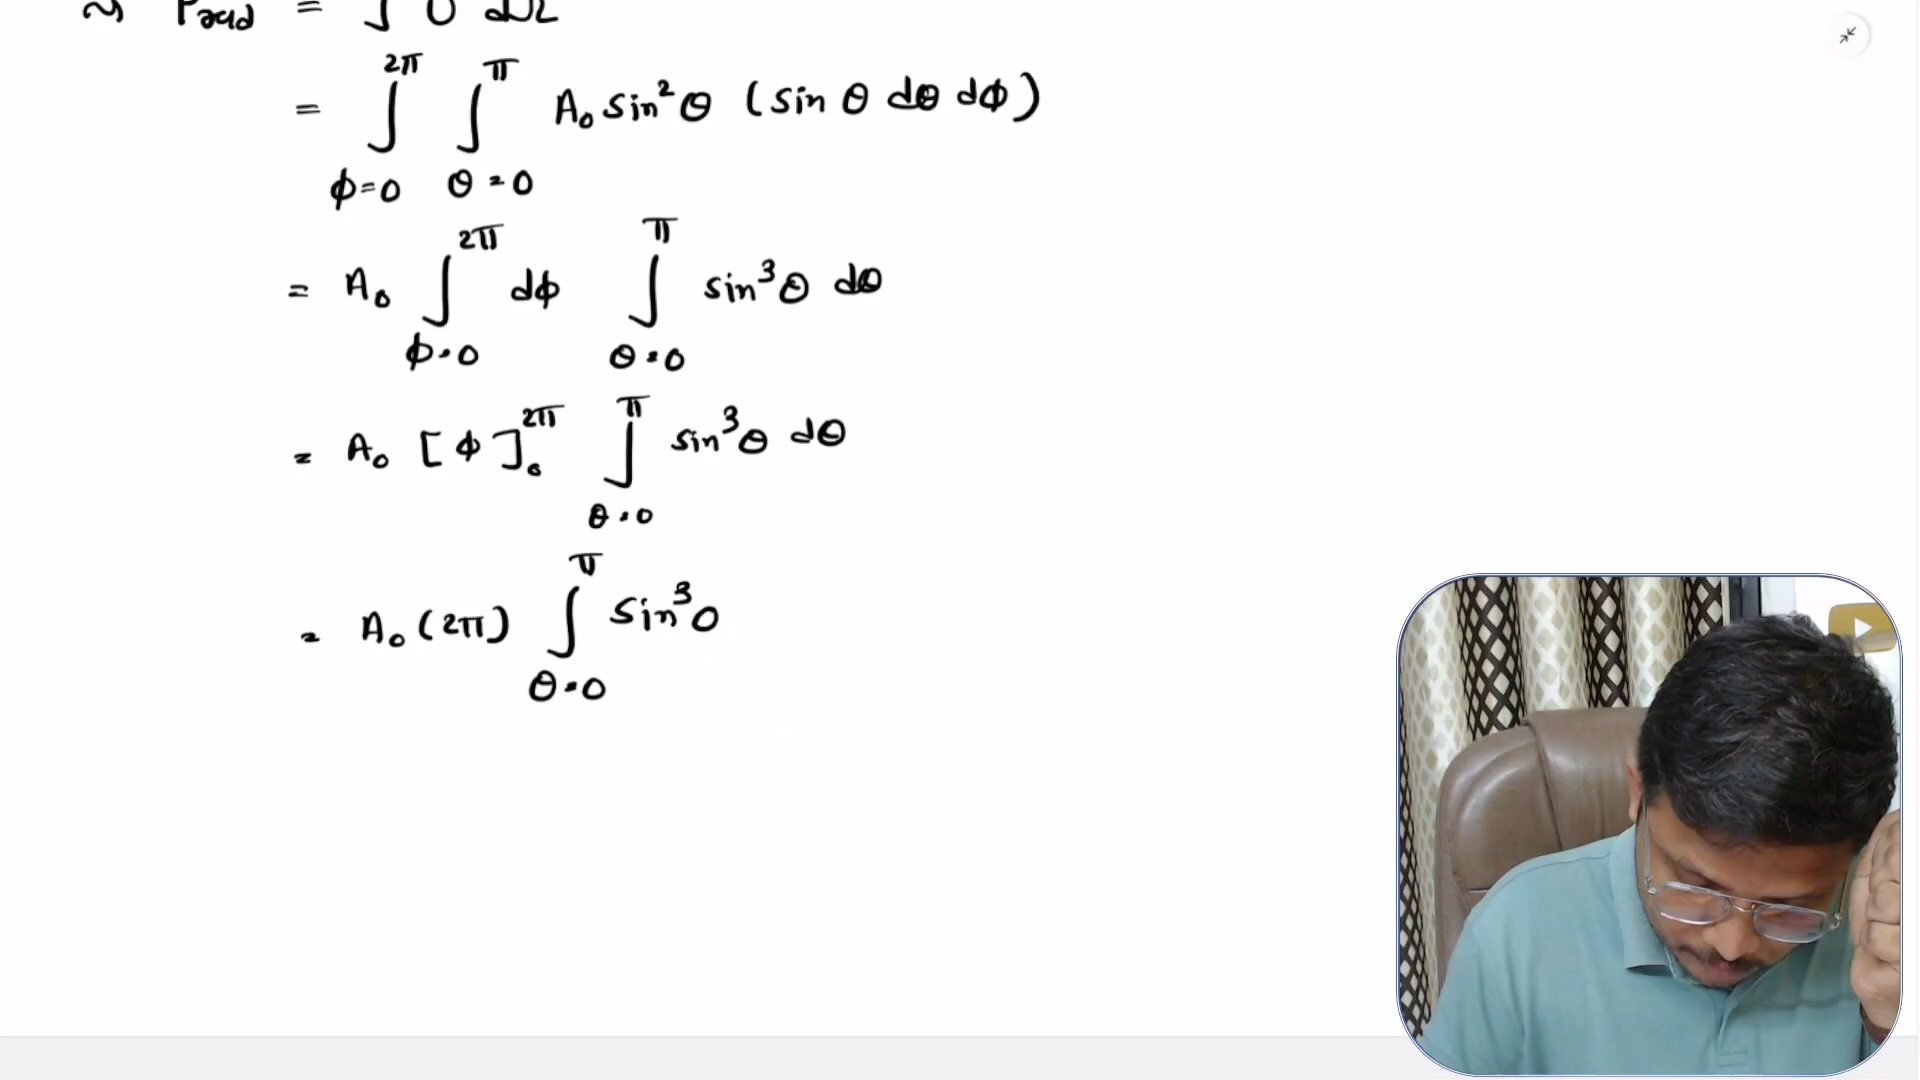 P_rad = ∫ U dΩ
= ∫_{ϕ=0}^{2π} ∫_{θ=0}^{π} A₀ sin²θ (sin θ dθ dϕ)
= A₀ ∫_{ϕ=0}^{2π} dϕ ∫_{θ=0}^{π} sin³θ dθ
= A₀ [ϕ]₀^{2π} ∫_{θ=0}^{π} sin³θ dθ
= A₀ (2π) ∫_{θ=0}^{π} sin³θ